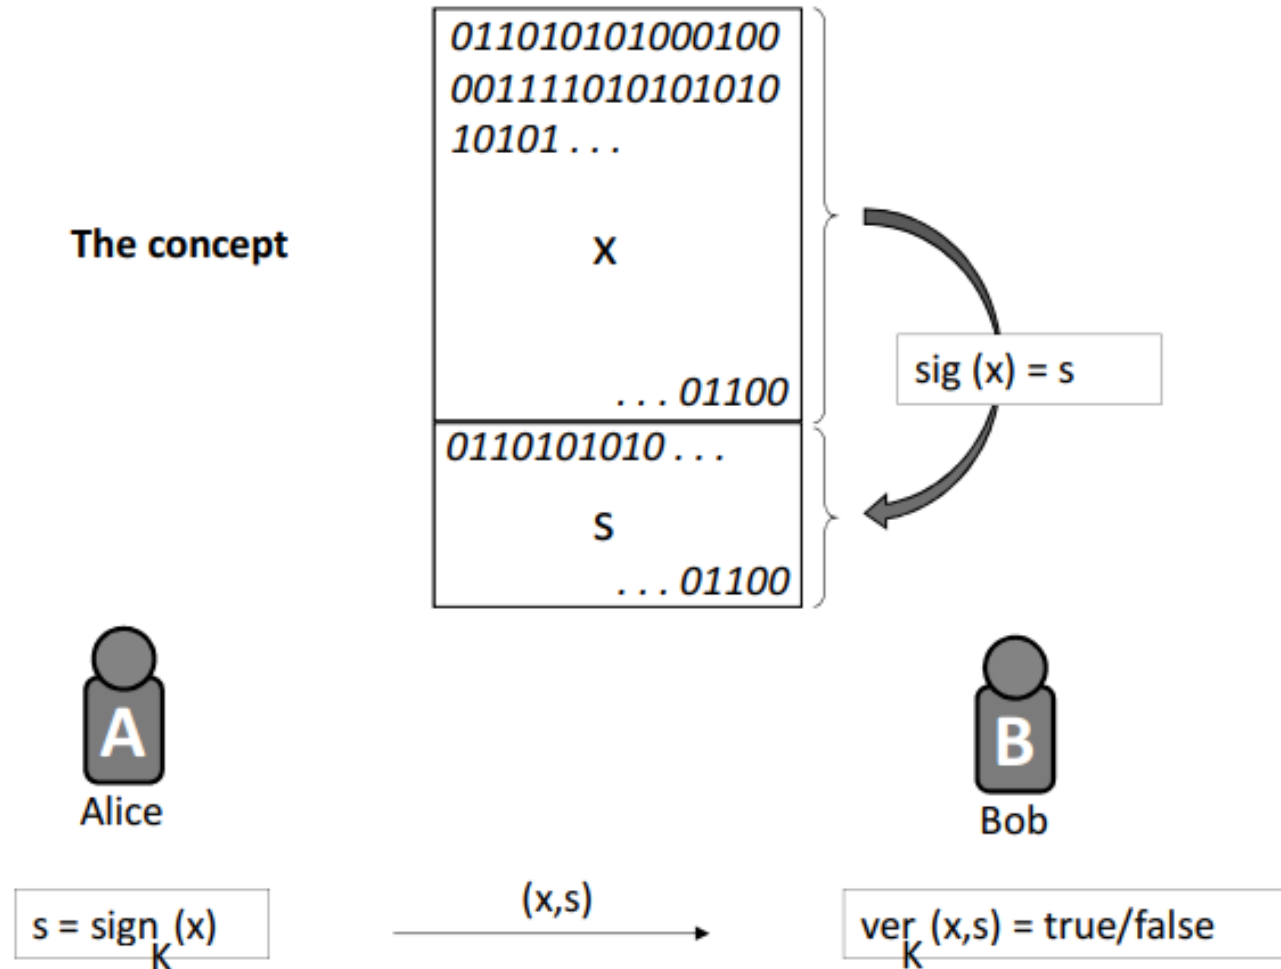 011010101000100
001111010101010
10101 . . .
The concept
x
. . . 01100
sig (x) = s
0110101010 . . .
s
. . . 01100
A
B
Alice
Bob
(x,s)
s = sign_K (x)
ver_K (x,s) = true/false